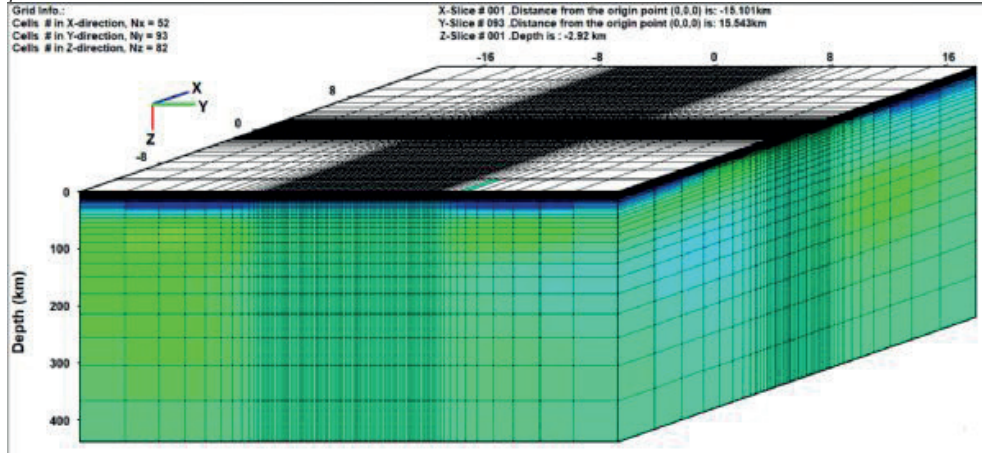 Grid Info.:
Cells # in X-direction, Nx = 52
Cells # in Y-direction, Ny = 93
Cells # in Z-direction, Nz = 82
X-Slice # 001 .Distance from the origin point (0,0,0) is: -15.101km
Y-Slice # 093 .Distance from the origin point (0,0,0) is: 15.543km
Z-Slice # 001 .Depth is : -2.92 km
-16 -8 0 8 16
8
0
-8
X
Y
Z
0
100
200
300
400
Depth (km)